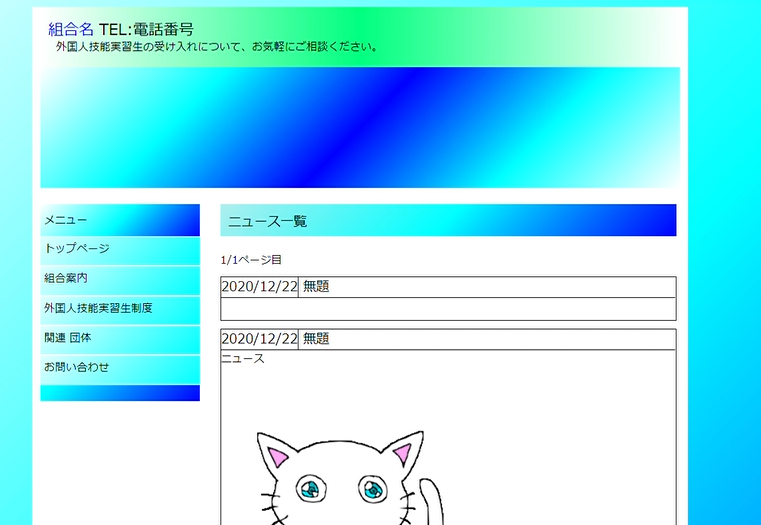 組合名 TEL:電話番号
外国人技能実習生の受け入れについて、お気軽にご相談ください。
メニュー
トップページ
組合案内
外国人技能実習生制度
関連 団体
お問い合わせ
ニュース一覧
1/1ページ目
2020/12/22 無題
2020/12/22 無題
ニュース